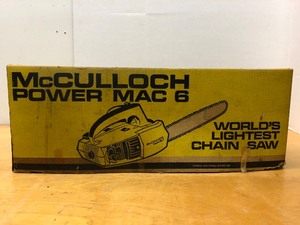 McCULLOCH
POWER MAC 6
WORLD'S
LIGHTEST
CHAIN SAW